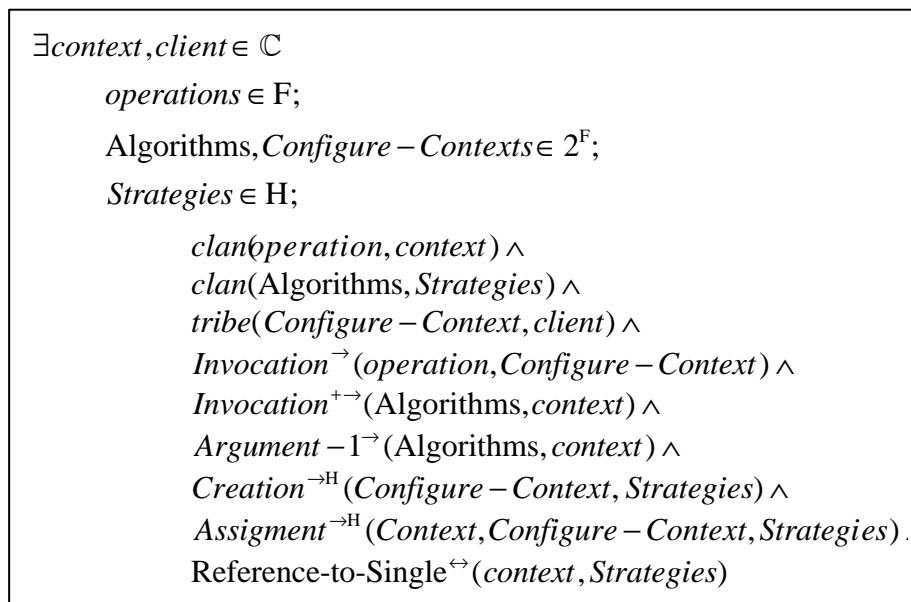 ∃context,client ∈ ℂ
operations ∈ F;
Algorithms,Configure − Contexts ∈ 2^F;
Strategies ∈ H;
clan(operation,context) ∧
clan(Algorithms,Strategies) ∧
tribe(Configure − Context,client) ∧
Invocation^→(operation,Configure − Context) ∧
Invocation^+→(Algorithms,context) ∧
Argument − 1^→(Algorithms,context) ∧
Creation^→H(Configure − Context,Strategies) ∧
Assigment^→H(Context,Configure − Context,Strategies) ∧
Reference-to-Single^↔(context,Strategies)